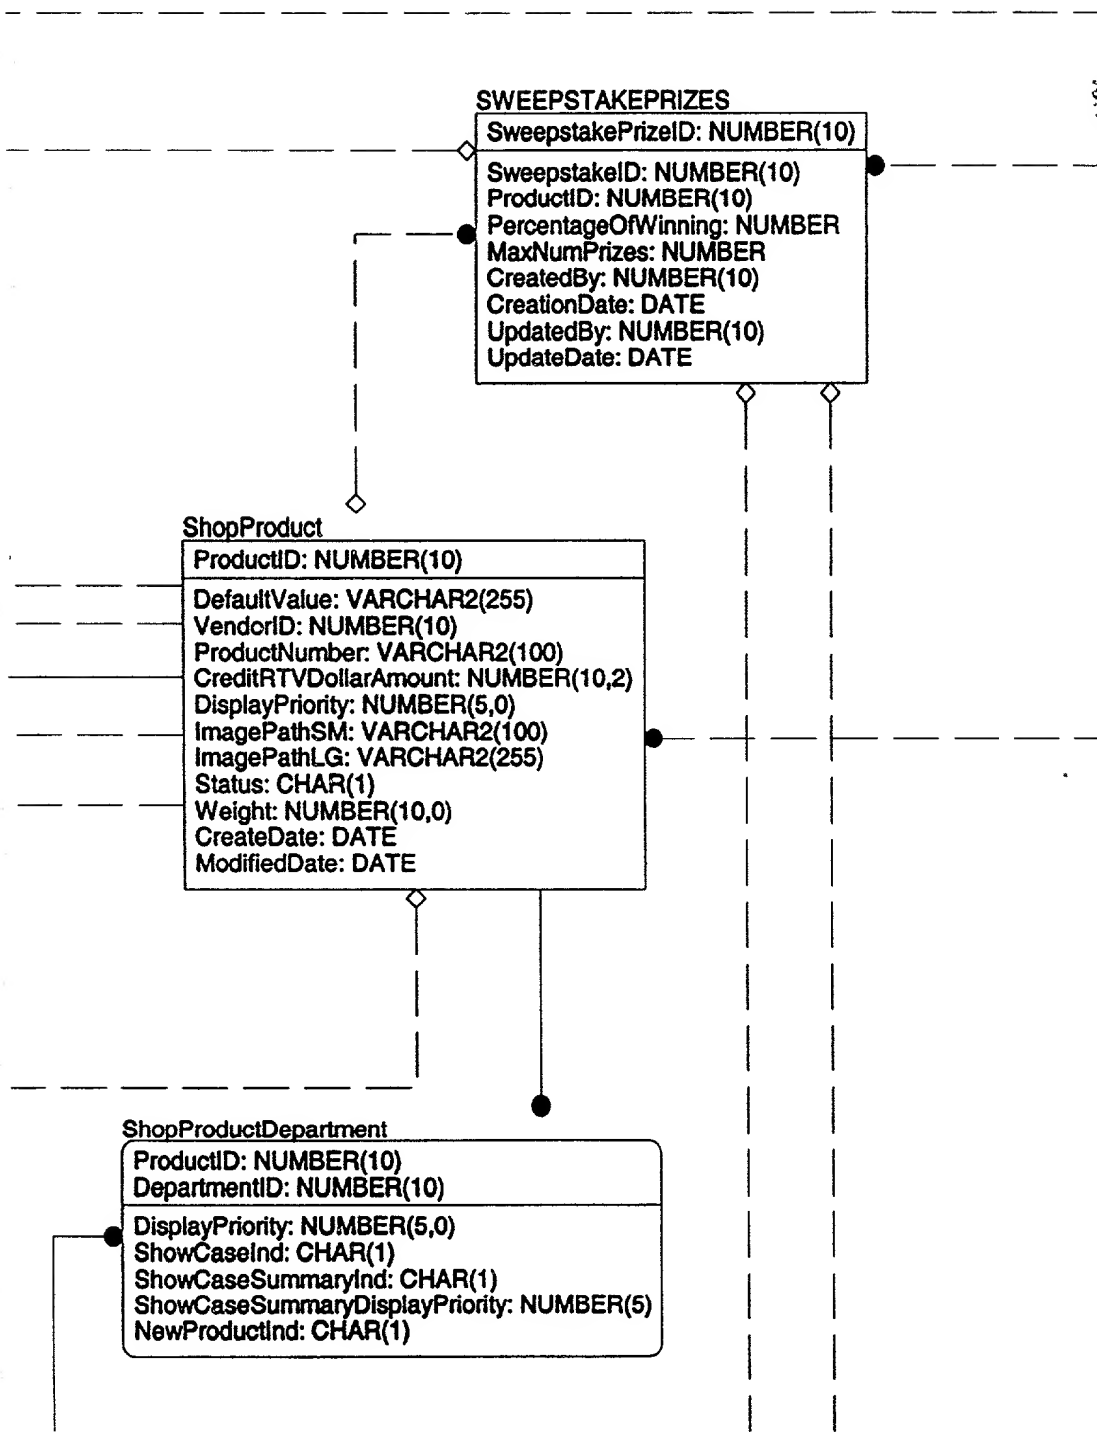 SWEEPSTAKEPRIZES
SweepstakePrizeID: NUMBER(10)
SweepstakeID: NUMBER(10)
ProductID: NUMBER(10)
PercentageOfWinning: NUMBER
MaxNumPrizes: NUMBER
CreatedBy: NUMBER(10)
CreationDate: DATE
UpdatedBy: NUMBER(10)
UpdateDate: DATE
ShopProduct
ProductID: NUMBER(10)
DefaultValue: VARCHAR2(255)
VendorID: NUMBER(10)
ProductNumber: VARCHAR2(100)
CreditRTVDollarAmount: NUMBER(10,2)
DisplayPriority: NUMBER(5,0)
ImagePathSM: VARCHAR2(100)
ImagePathLG: VARCHAR2(255)
Status: CHAR(1)
Weight: NUMBER(10,0)
CreateDate: DATE
ModifiedDate: DATE
ShopProductDepartment
ProductID: NUMBER(10)
DepartmentID: NUMBER(10)
DisplayPriority: NUMBER(5,0)
ShowCaseInd: CHAR(1)
ShowCaseSummaryInd: CHAR(1)
ShowCaseSummaryDisplayPriority: NUMBER(5)
NewProductInd: CHAR(1)